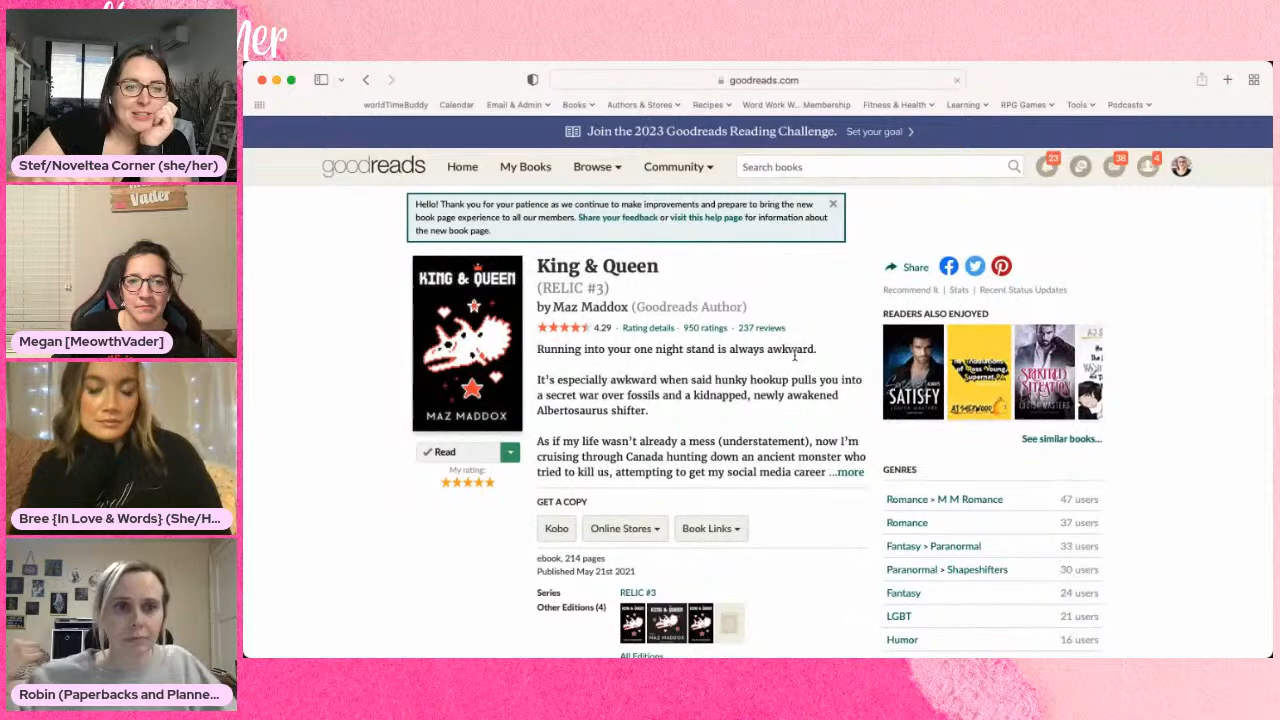 Mer
Stef/Noveltea Corner (she/her)
Vader
Megan [MeowthVader]
Bree {In Love & Words} (She/H...
Robin (Paperbacks and Planne...
goodreads.com
worldTimeBuddy Calendar Email & Admin Books Authors & Stores Recipes Word Work W... Membership Fitness & Health Learning RPG Games Tools Podcasts
Join the 2023 Goodreads Reading Challenge. Set your goal
goodreads Home My Books Browse Community Search books 23 38 4
Hello! Thank you for your patience as we continue to make improvements and prepare to bring the new
book page experience to all our members. Share your feedback or visit this help page for information about
the new book page.
KING & QUEEN
MAZ MADDOX
Read
My rating:
King & Queen
(RELIC #3)
by Maz Maddox (Goodreads Author)
4.29 · Rating details · 950 ratings · 237 reviews
Running into your one night stand is always awkward.
It's especially awkward when said hunky hookup pulls you into
a secret war over fossils and a kidnapped, newly awakened
Albertosaurus shifter.
As if my life wasn't already a mess (understatement), now I'm
cruising through Canada hunting down an ancient monster who
tried to kill us, attempting to get my social media career ...more
GET A COPY
Kobo Online Stores Book Links
ebook, 214 pages
Published May 21st 2021
Series RELIC #3
Other Editions (4)
KING & QUEEN
MAZ MADDOX
All Editions
Share
Recommend It | Stats | Recent Status Updates
READERS ALSO ENJOYED
ALWAYS
SATISFY
SPIRITED
SITUATION
See similar books...
GENRES
Romance > M M Romance 47 users
Romance 37 users
Fantasy > Paranormal 33 users
Paranormal > Shapeshifters 30 users
Fantasy 24 users
LGBT 21 users
Humor 16 users